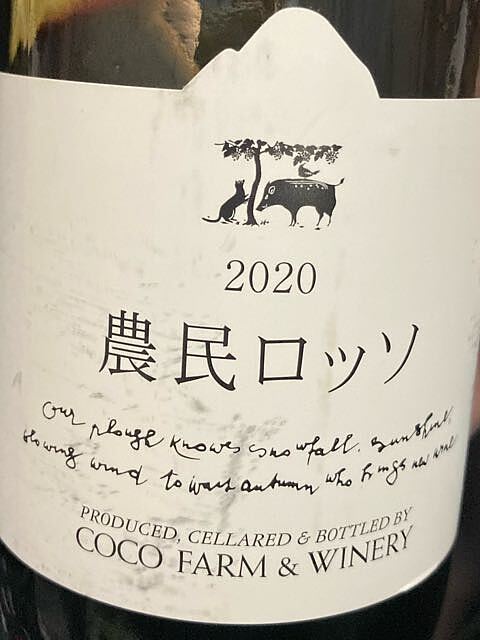 2020
農民ロッソ
Our plough knows snowfall, sunshine,
blowing wind to wait autumn who brings new wine
PRODUCED, CELLARED & BOTTLED BY
COCO FARM & WINERY